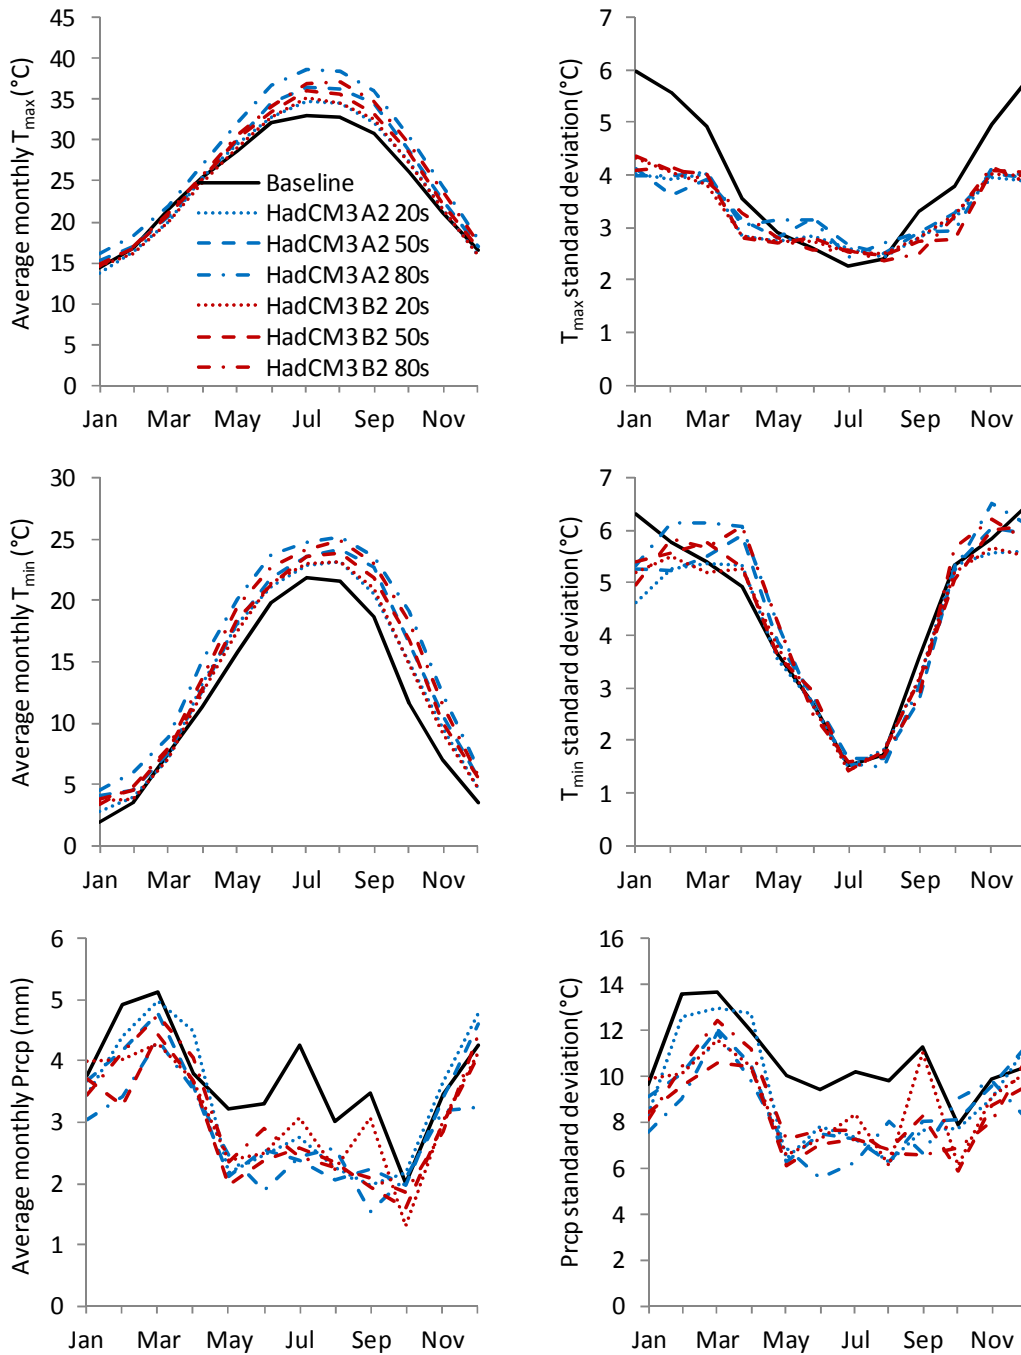 Average monthly Tmax (°C)
45
40
35
30
25
20
15
10
5
0
Baseline
HadCM3 A2 20s
HadCM3 A2 50s
HadCM3 A2 80s
HadCM3 B2 20s
HadCM3 B2 50s
HadCM3 B2 80s
Jan Mar May Jul Sep Nov
Tmax standard deviation (°C)
7
6
5
4
3
2
1
0
Jan Mar May Jul Sep Nov
Average monthly Tmin (°C)
30
25
20
15
10
5
0
Jan Mar May Jul Sep Nov
Tmin standard deviation (°C)
7
6
5
4
3
2
1
0
Jan Mar May Jul Sep Nov
Average monthly Prcp (mm)
6
5
4
3
2
1
0
Jan Mar May Jul Sep Nov
Prcp standard deviation (°C)
16
14
12
10
8
6
4
2
0
Jan Mar May Jul Sep Nov